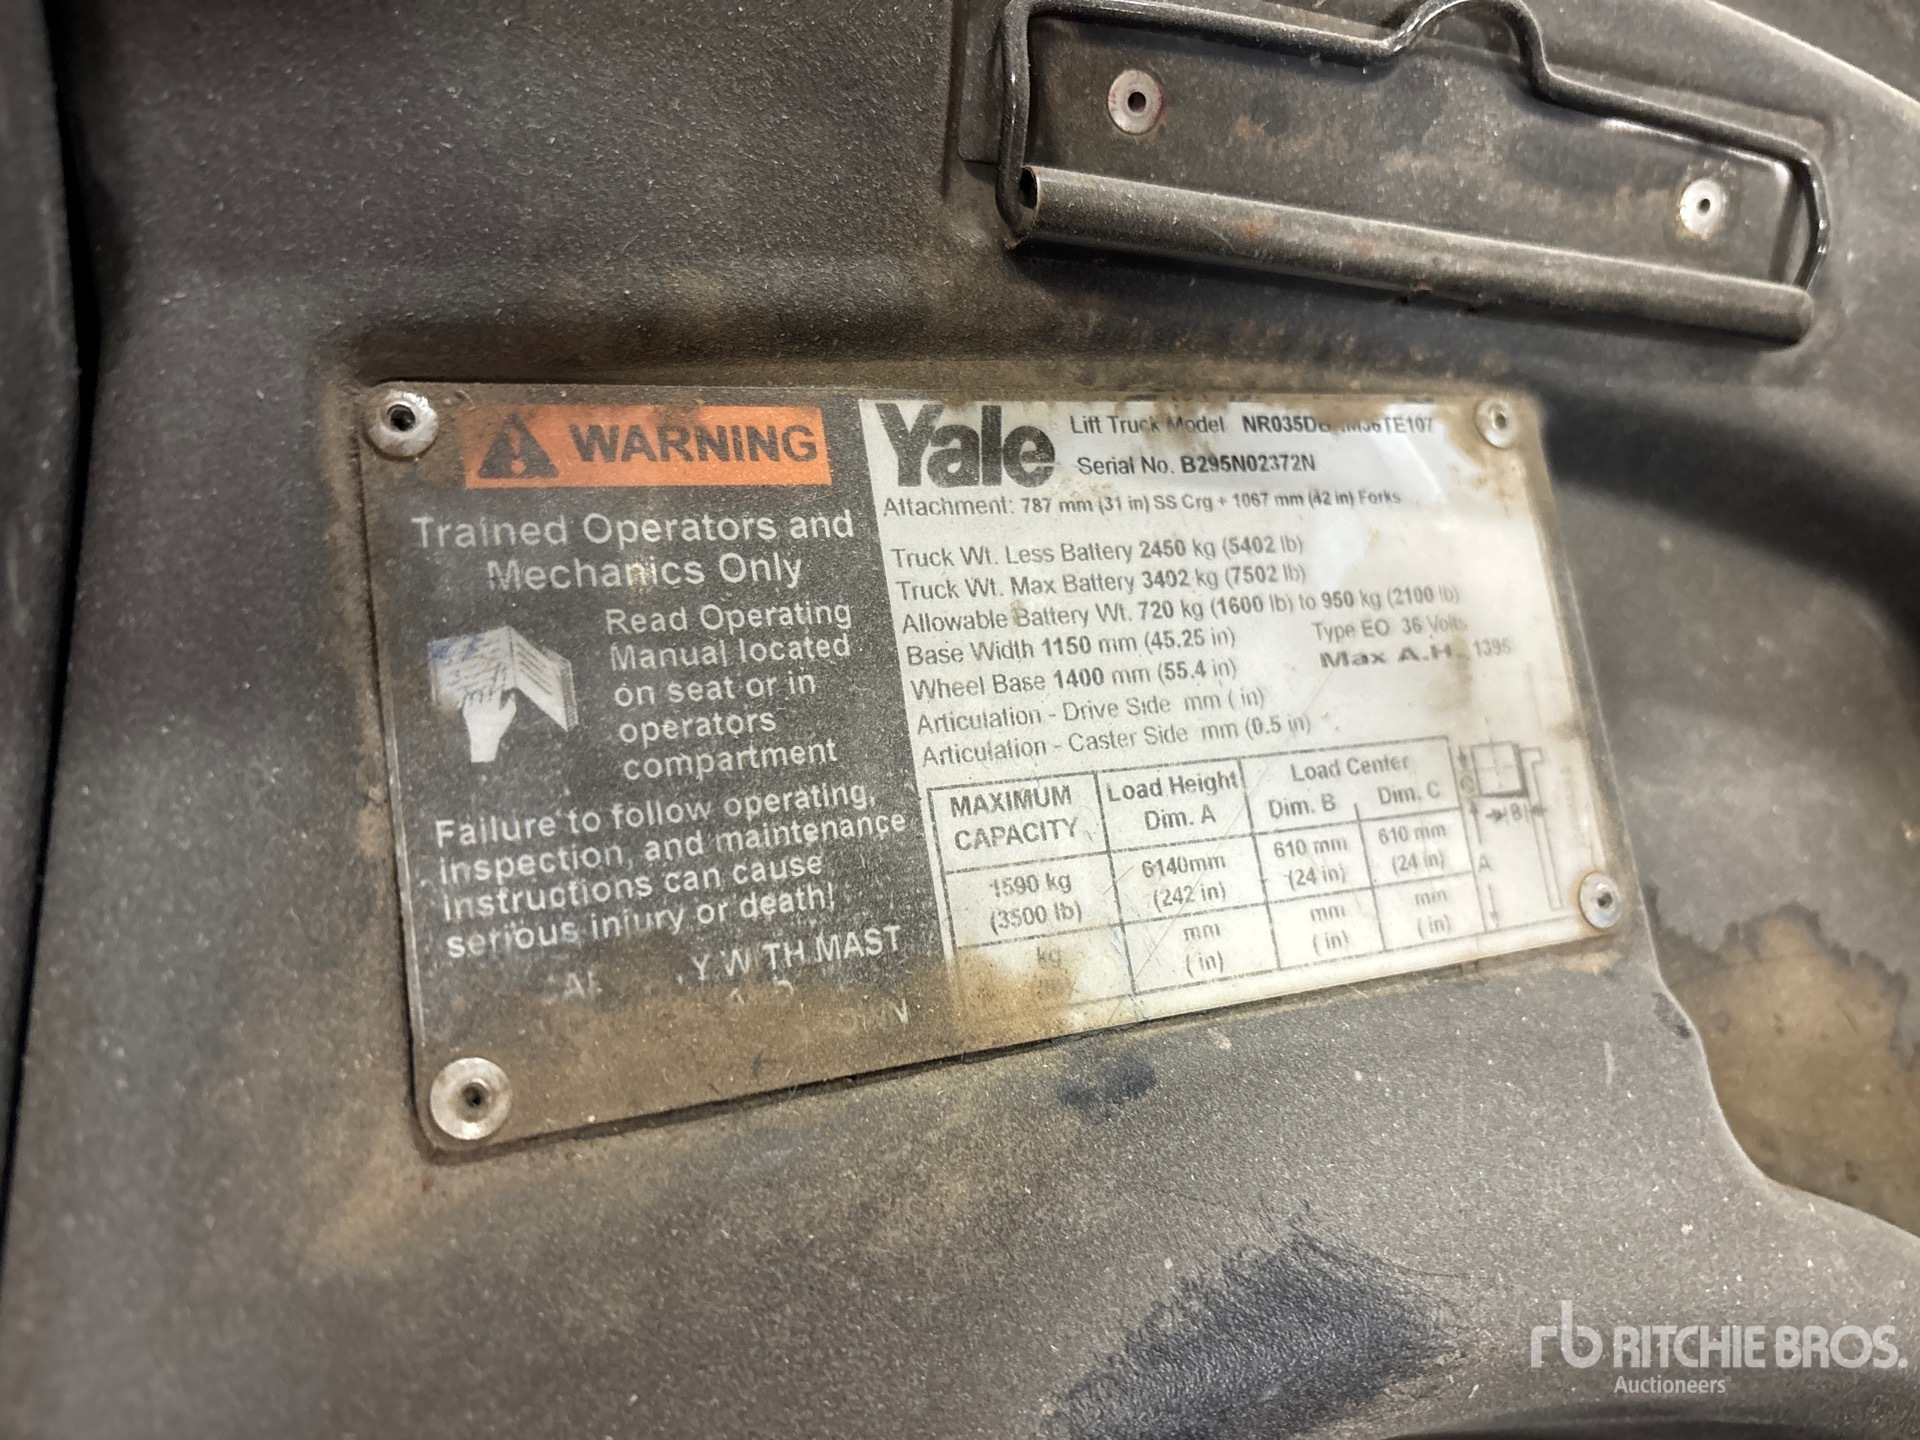 WARNING
Trained Operators and
Mechanics Only
Read Operating
Manual located
on seat or in
operators
compartment
Failure to follow operating,
inspection, and maintenance
instructions can cause
serious injury or death!
WITH MAST
Yale
Lift Truck Model
Serial No. B295N02372N
Attachment: 787 mm (31 in) SS Crg + 1067 mm (42 in) Forks
Truck Wt. Less Battery 2450 kg (5402 lb)
Truck Wt. Max Battery 3402 kg (7502 lb)
Allowable Battery Wt. 720 kg (1600 lb) to 950 kg (2100 lb)
Base Width 1150 mm (45.25 in) Type EO 36 Volts
Wheel Base 1400 mm (55.4 in) Max A.H. 1395
Articulation - Drive Side mm ( in)
Articulation - Caster Side mm (0.5 in)
MAXIMUM CAPACITY
Load Height Dim. A
Load Center
Dim. B Dim. C
1590 kg 6140mm 610 mm 610 mm
(3500 lb) (242 in) (24 in) (24 in)
kg mm mm mm
( in) ( in) ( in)
B
A
rb RITCHIE BROS.
Auctioneers